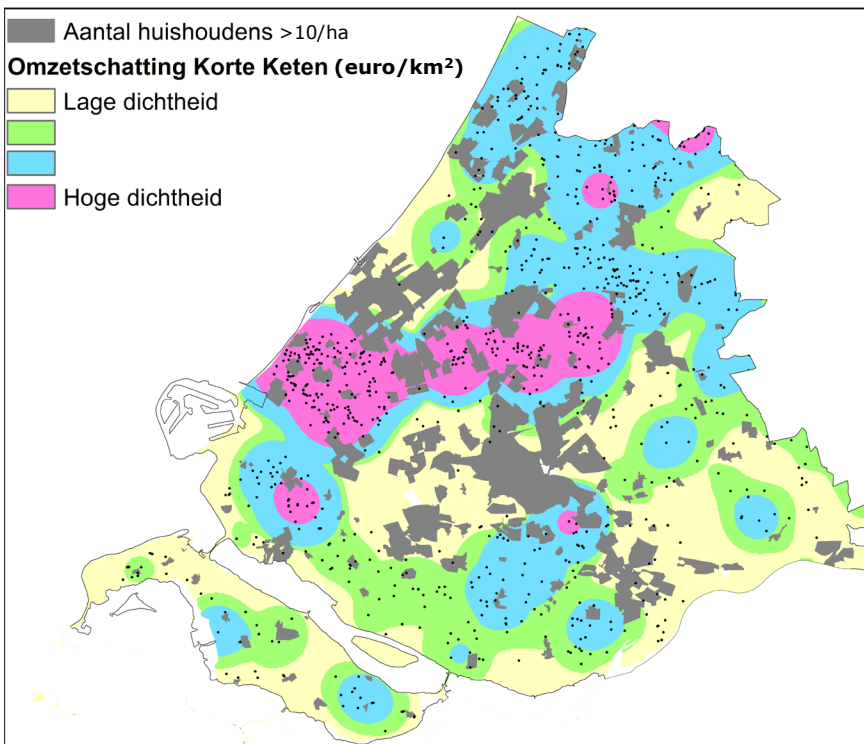 Aantal huishoudens >10/ha
Omzetschatting Korte Keten (euro/km²)
Lage dichtheid
Hoge dichtheid